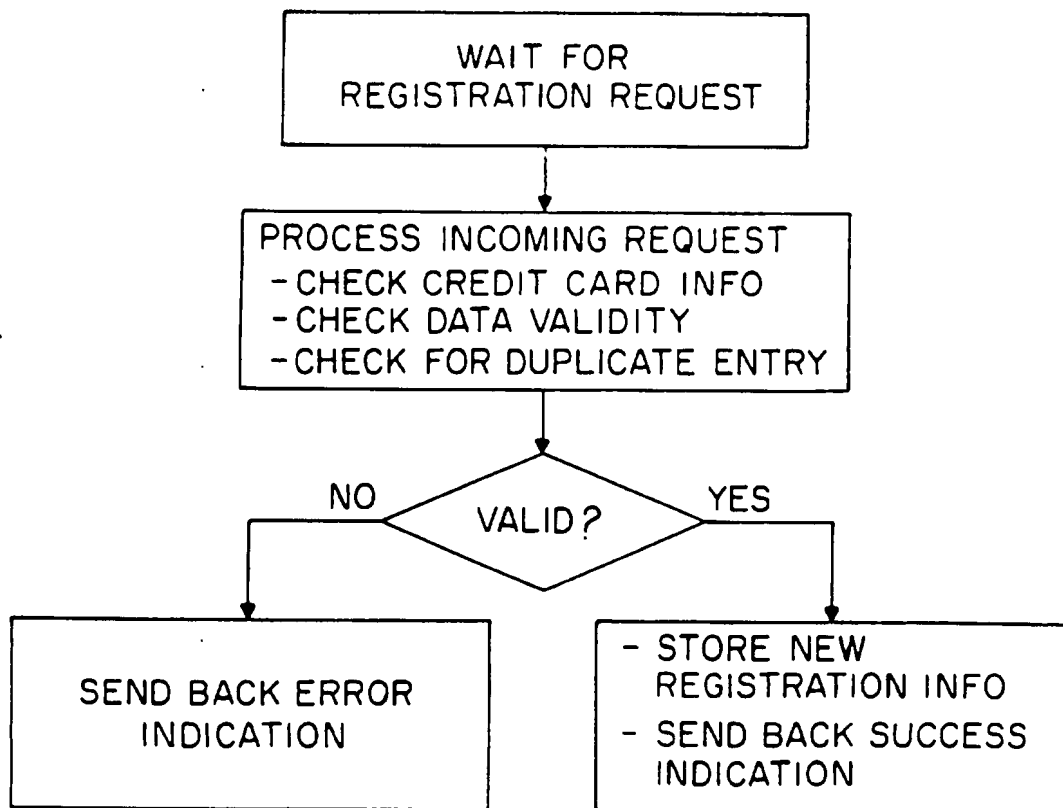 WAIT FOR
REGISTRATION REQUEST
PROCESS INCOMING REQUEST
-CHECK CREDIT CARD INFO
-CHECK DATA VALIDITY
-CHECK FOR DUPLICATE ENTRY
NO
VALID?
YES
SEND BACK ERROR
INDICATION
- STORE NEW
REGISTRATION INFO
- SEND BACK SUCCESS
INDICATION